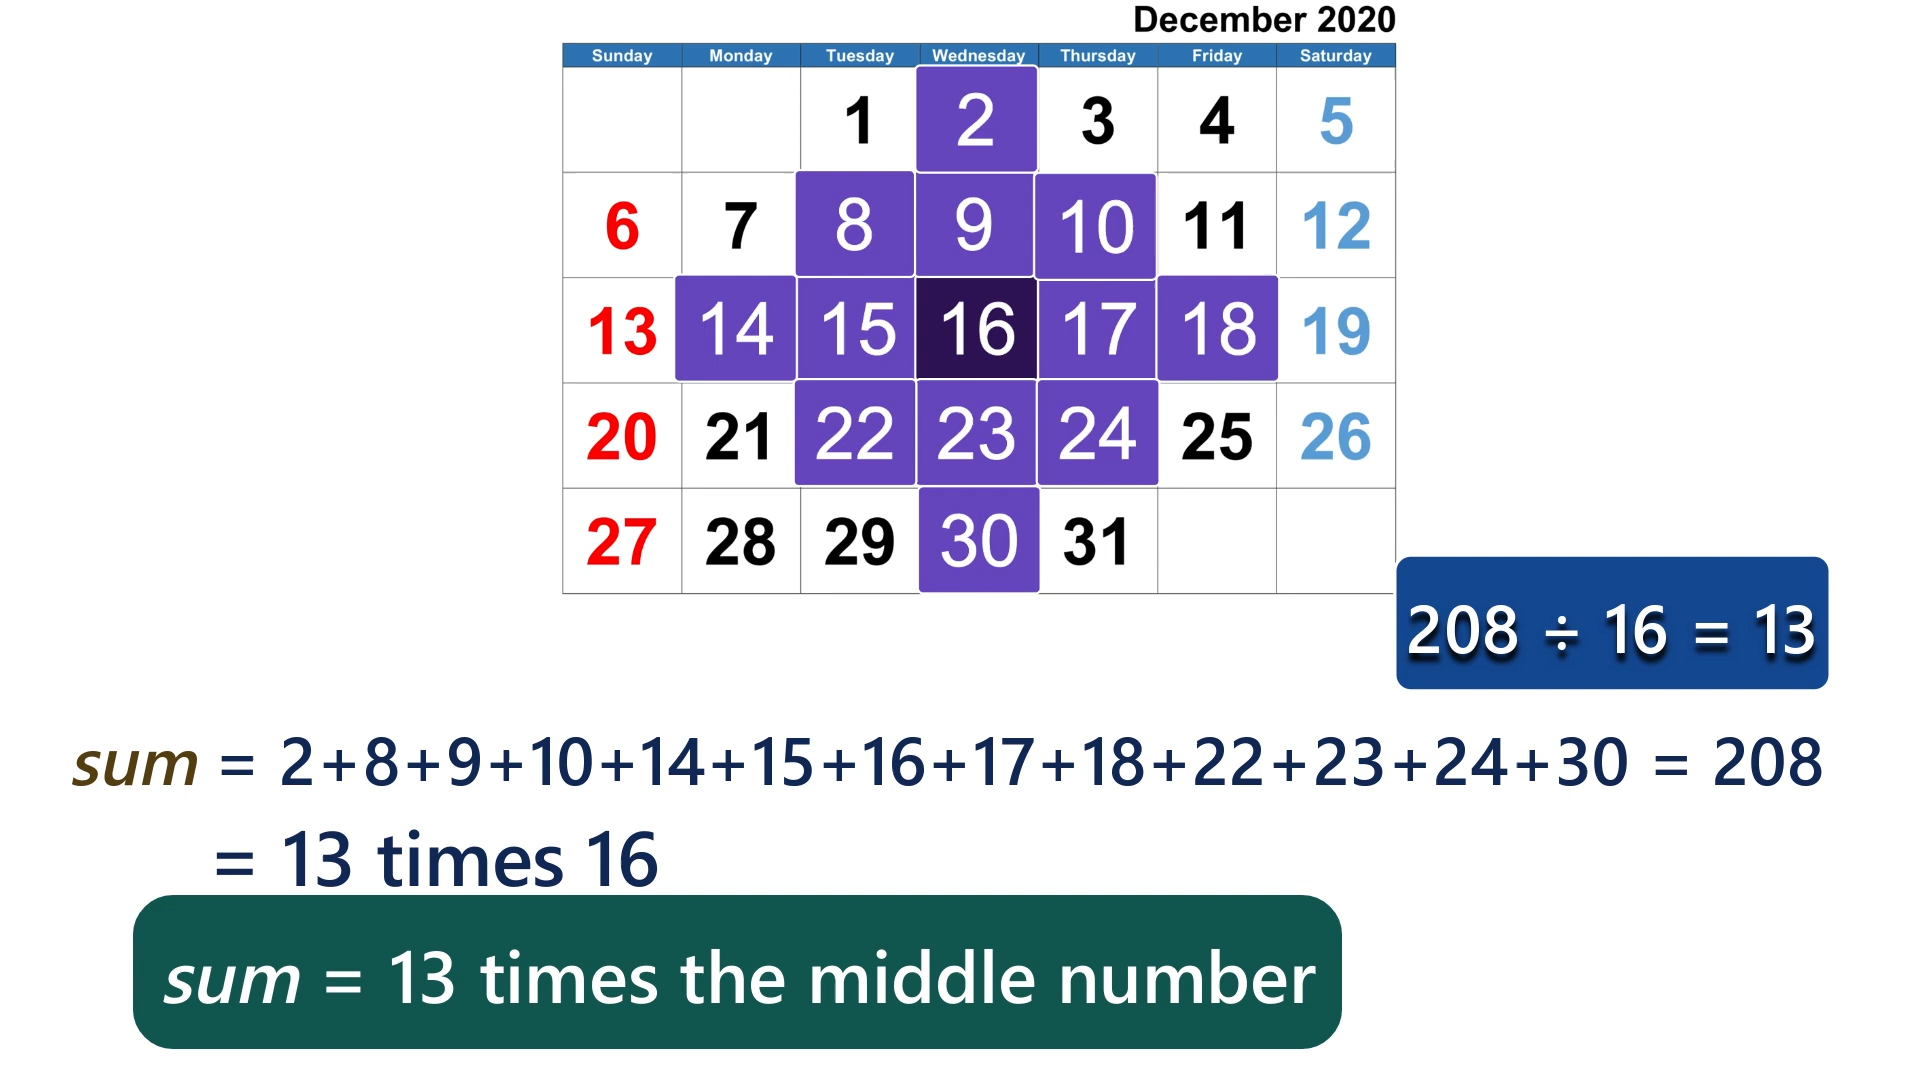 December 2020
Sunday Monday Tuesday Wednesday Thursday Friday Saturday
1 2 3 4 5
6 7 8 9 10 11 12
13 14 15 16 17 18 19
20 21 22 23 24 25 26
27 28 29 30 31
208 ÷ 16 = 13
sum = 2+8+9+10+14+15+16+17+18+22+23+24+30 = 208
= 13 times 16
sum = 13 times the middle number